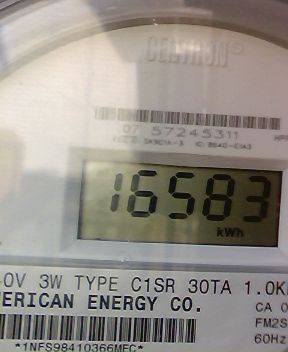 CENTRON®
07 57245311
16583
kWh
0V 3W TYPE C1SR 30TA 1.0K
ERICAN ENERGY CO.
CA 0
FM2S
60Hz
*1NFS98410366MEC*